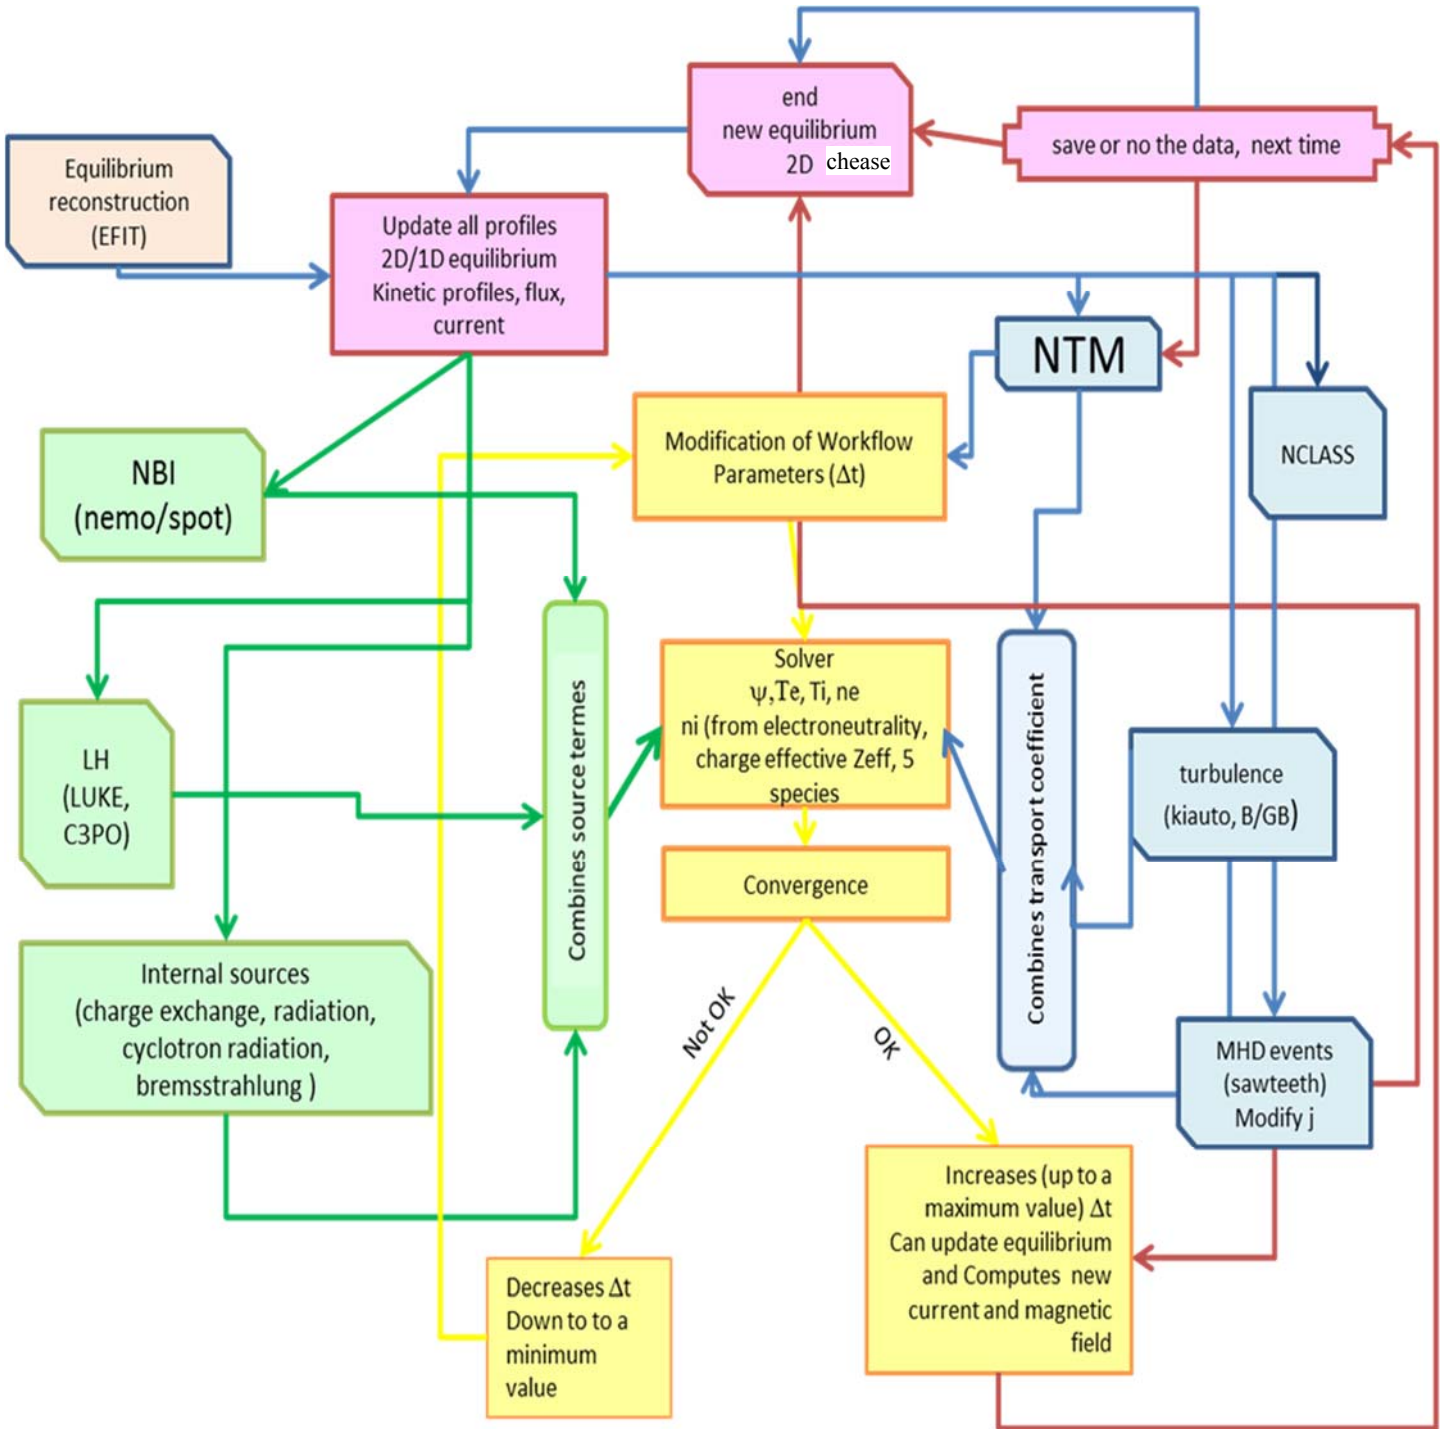 end
new equilibrium
2D chease
save or no the data, next time
Equilibrium
reconstruction
(EFIT)
Update all profiles
2D/1D equilibrium
Kinetic profiles, flux,
current
NTM
Modification of Workflow
Parameters (Δt)
NCLASS
NBI
(nemo/spot)
Combines source termes
Solver
ψ,Te, Ti, ne
ni (from electroneutrality,
charge effective Zeff, 5
species
Combines transport coefficient
LH
(LUKE,
C3PO)
turbulence
(kiauto, B/GB)
Convergence
Internal sources
(charge exchange, radiation,
cyclotron radiation,
bremsstrahlung )
Not OK
OK
MHD events
(sawteeth)
Modify j
Increases (up to a
maximum value) Δt
Can update equilibrium
and Computes new
current and magnetic
field
Decreases Δt
Down to to a
minimum
value